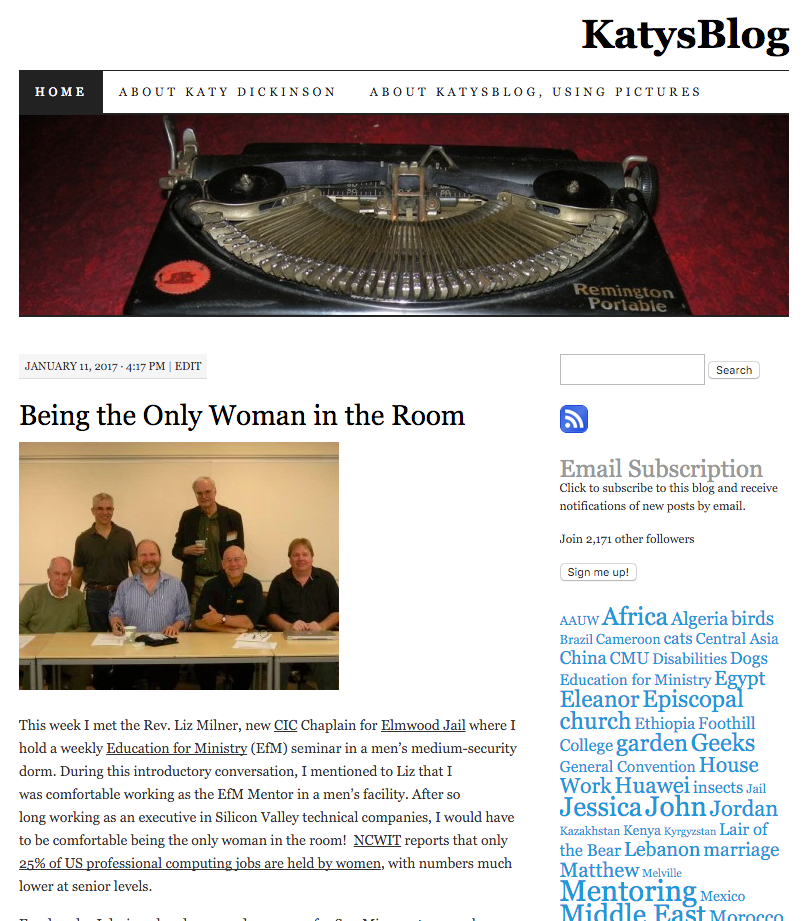 KatysBlog
HOME
ABOUT KATY DICKINSON
ABOUT KATYSBLOG, USING PICTURES
Remington
Portable
JANUARY 11, 2017 · 4:17 PM | EDIT
Being the Only Woman in the Room
This week I met the Rev. Liz Milner, new CIC Chaplain for Elmwood Jail where I
hold a weekly Education for Ministry (EfM) seminar in a men's medium-security
dorm. During this introductory conversation, I mentioned to Liz that I
was comfortable working as the EfM Mentor in a men's facility. After so
long working as an executive in Silicon Valley technical companies, I would have
to be comfortable being the only woman in the room! NCWIT reports that only
25% of US professional computing jobs are held by women, with numbers much
lower at senior levels.
Search
Email Subscription
Click to subscribe to this blog and receive
notifications of new posts by email.
Join 2,171 other followers
Sign me up!
AAUW Africa Algeria birds
Brazil Cameroon cats Central Asia
China CMU Disabilities Dogs
Education for Ministry Egypt
Eleanor Episcopal
church Ethiopia Foothill
College garden Geeks
General Convention House
Work Huawei insects Jail
Jessica John Jordan
Kazakhstan Kenya Kyrgyzstan Lair of
the Bear Lebanon marriage
Matthew Melville
Mentoring Mexico
Middle East Morocco